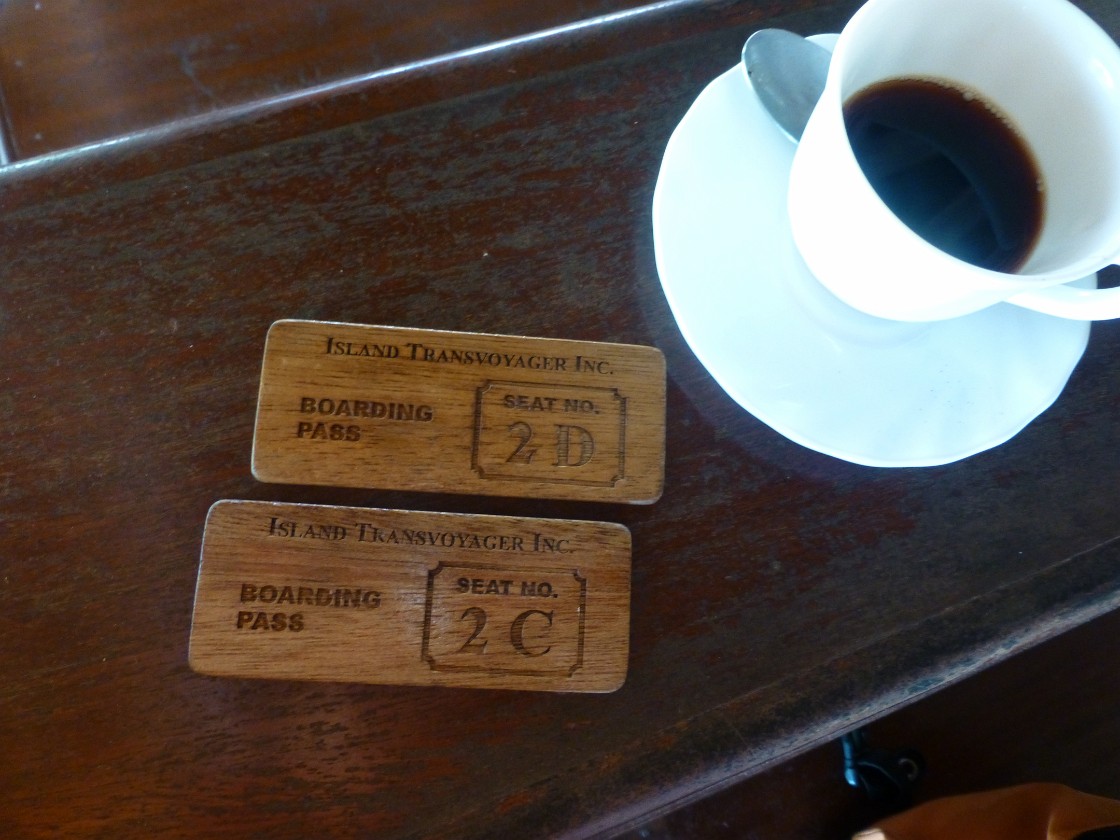 ISLAND TRANSVOYAGER INC.
BOARDING
PASS
SEAT NO.
2 D
ISLAND TRANSVOYAGER INC.
BOARDING
PASS
SEAT NO.
2 C